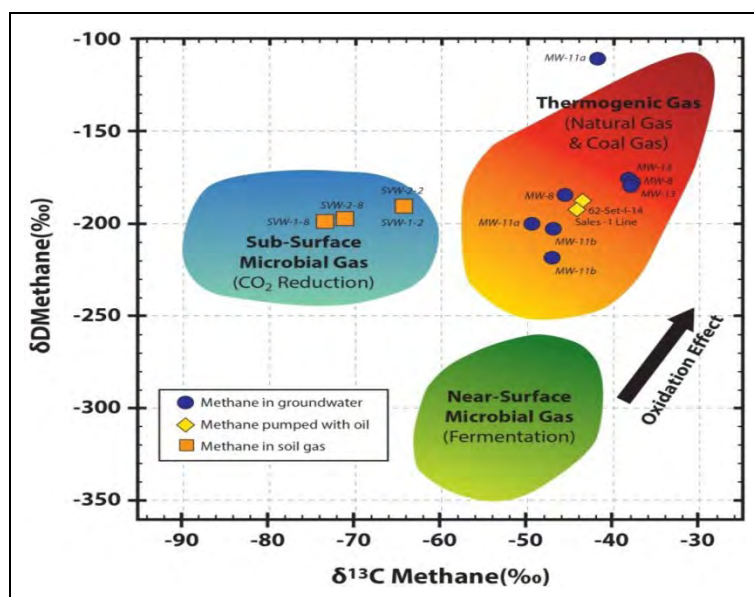 -100
-150
-200
-250
-300
-350
δDMethane(‰)
MW-11a
Thermogenic Gas
(Natural Gas
& Coal Gas)
MW-13
MW-8
MW-13
MW-8
62-Set-I-14
Sales-1 Line
MW-11a
MW-11b
MW-11b
SVW-2-2
SVW-2-8
SVW-1-8
SVW-1-2
Sub-Surface
Microbial Gas
(CO₂ Reduction)
Near-Surface
Microbial Gas
(Fermentation)
Oxidation Effect
Methane in groundwater
Methane pumped with oil
Methane in soil gas
-90 -80 -70 -60 -50 -40 -30
δ¹³C Methane(‰)